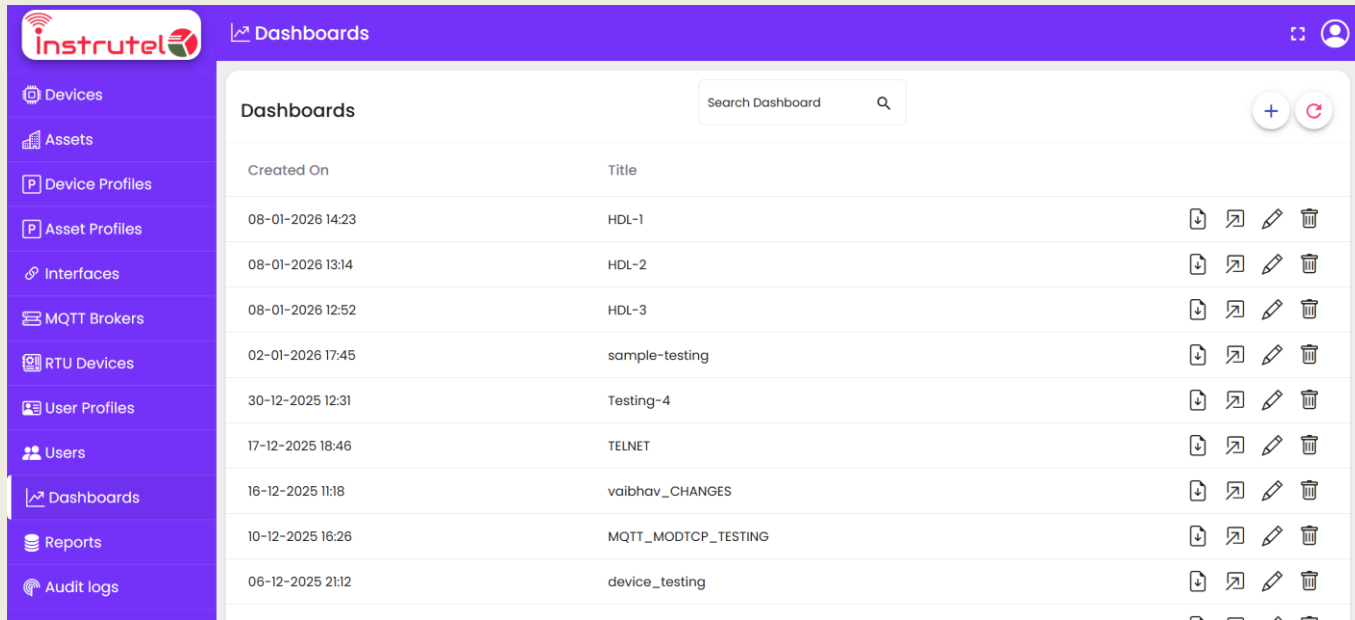 instrutel
Dashboards
Devices
Assets
P Device Profiles
P Asset Profiles
Interfaces
MQTT Brokers
RTU Devices
User Profiles
Users
Dashboards
Reports
Audit logs
Dashboards
Search Dashboard
Created On Title
08-01-2026 14:23 HDL-1
08-01-2026 13:14 HDL-2
08-01-2026 12:52 HDL-3
02-01-2026 17:45 sample-testing
30-12-2025 12:31 Testing-4
17-12-2025 18:46 TELNET
16-12-2025 11:18 vaibhav_CHANGES
10-12-2025 16:26 MQTT_MODTCP_TESTING
06-12-2025 21:12 device_testing